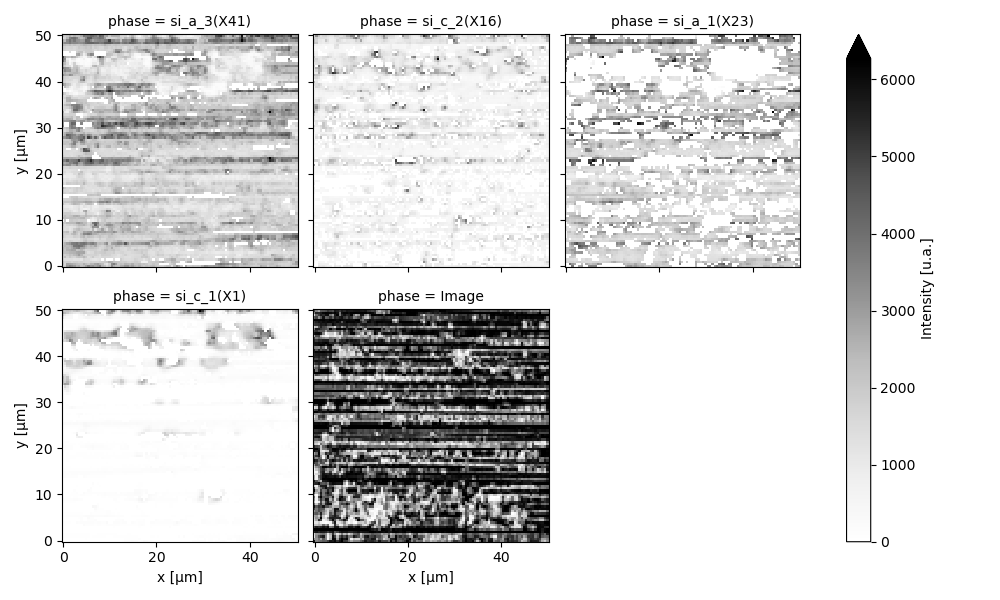 phase = si_a_3(X41)
phase = si_c_2(X16)
phase = si_a_1(X23)
50
40
30
20
10
0
y [µm]
phase = si_c_1(X1)
phase = Image
50
40
30
20
10
0
y [µm]
0
20
40
x [µm]
0
20
40
x [µm]
6000
5000
4000
3000
2000
1000
0
Intensity [u.a.]